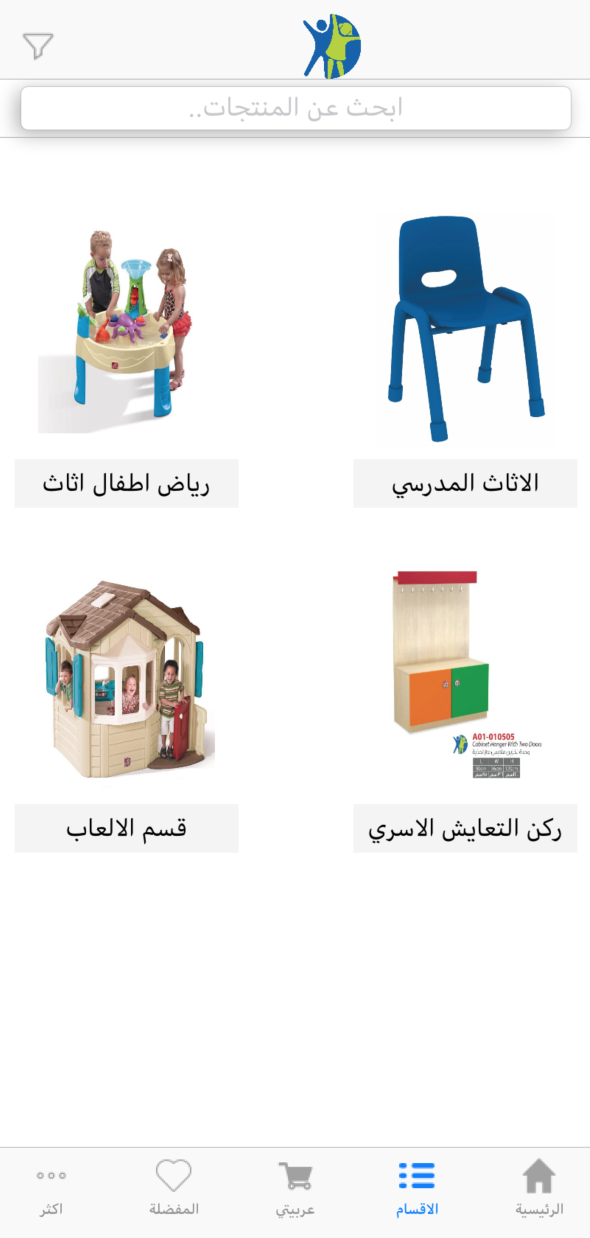 ابحث عن المنتجات..
الاثاث المدرسي
رياض اطفال اثاث
A01-010505
Cabinet Hanger With Two Doors
L W H
ركن التعايش الاسري
قسم الالعاب
الرئيسية
الاقسام
عربيتي
المفضلة
اكثر